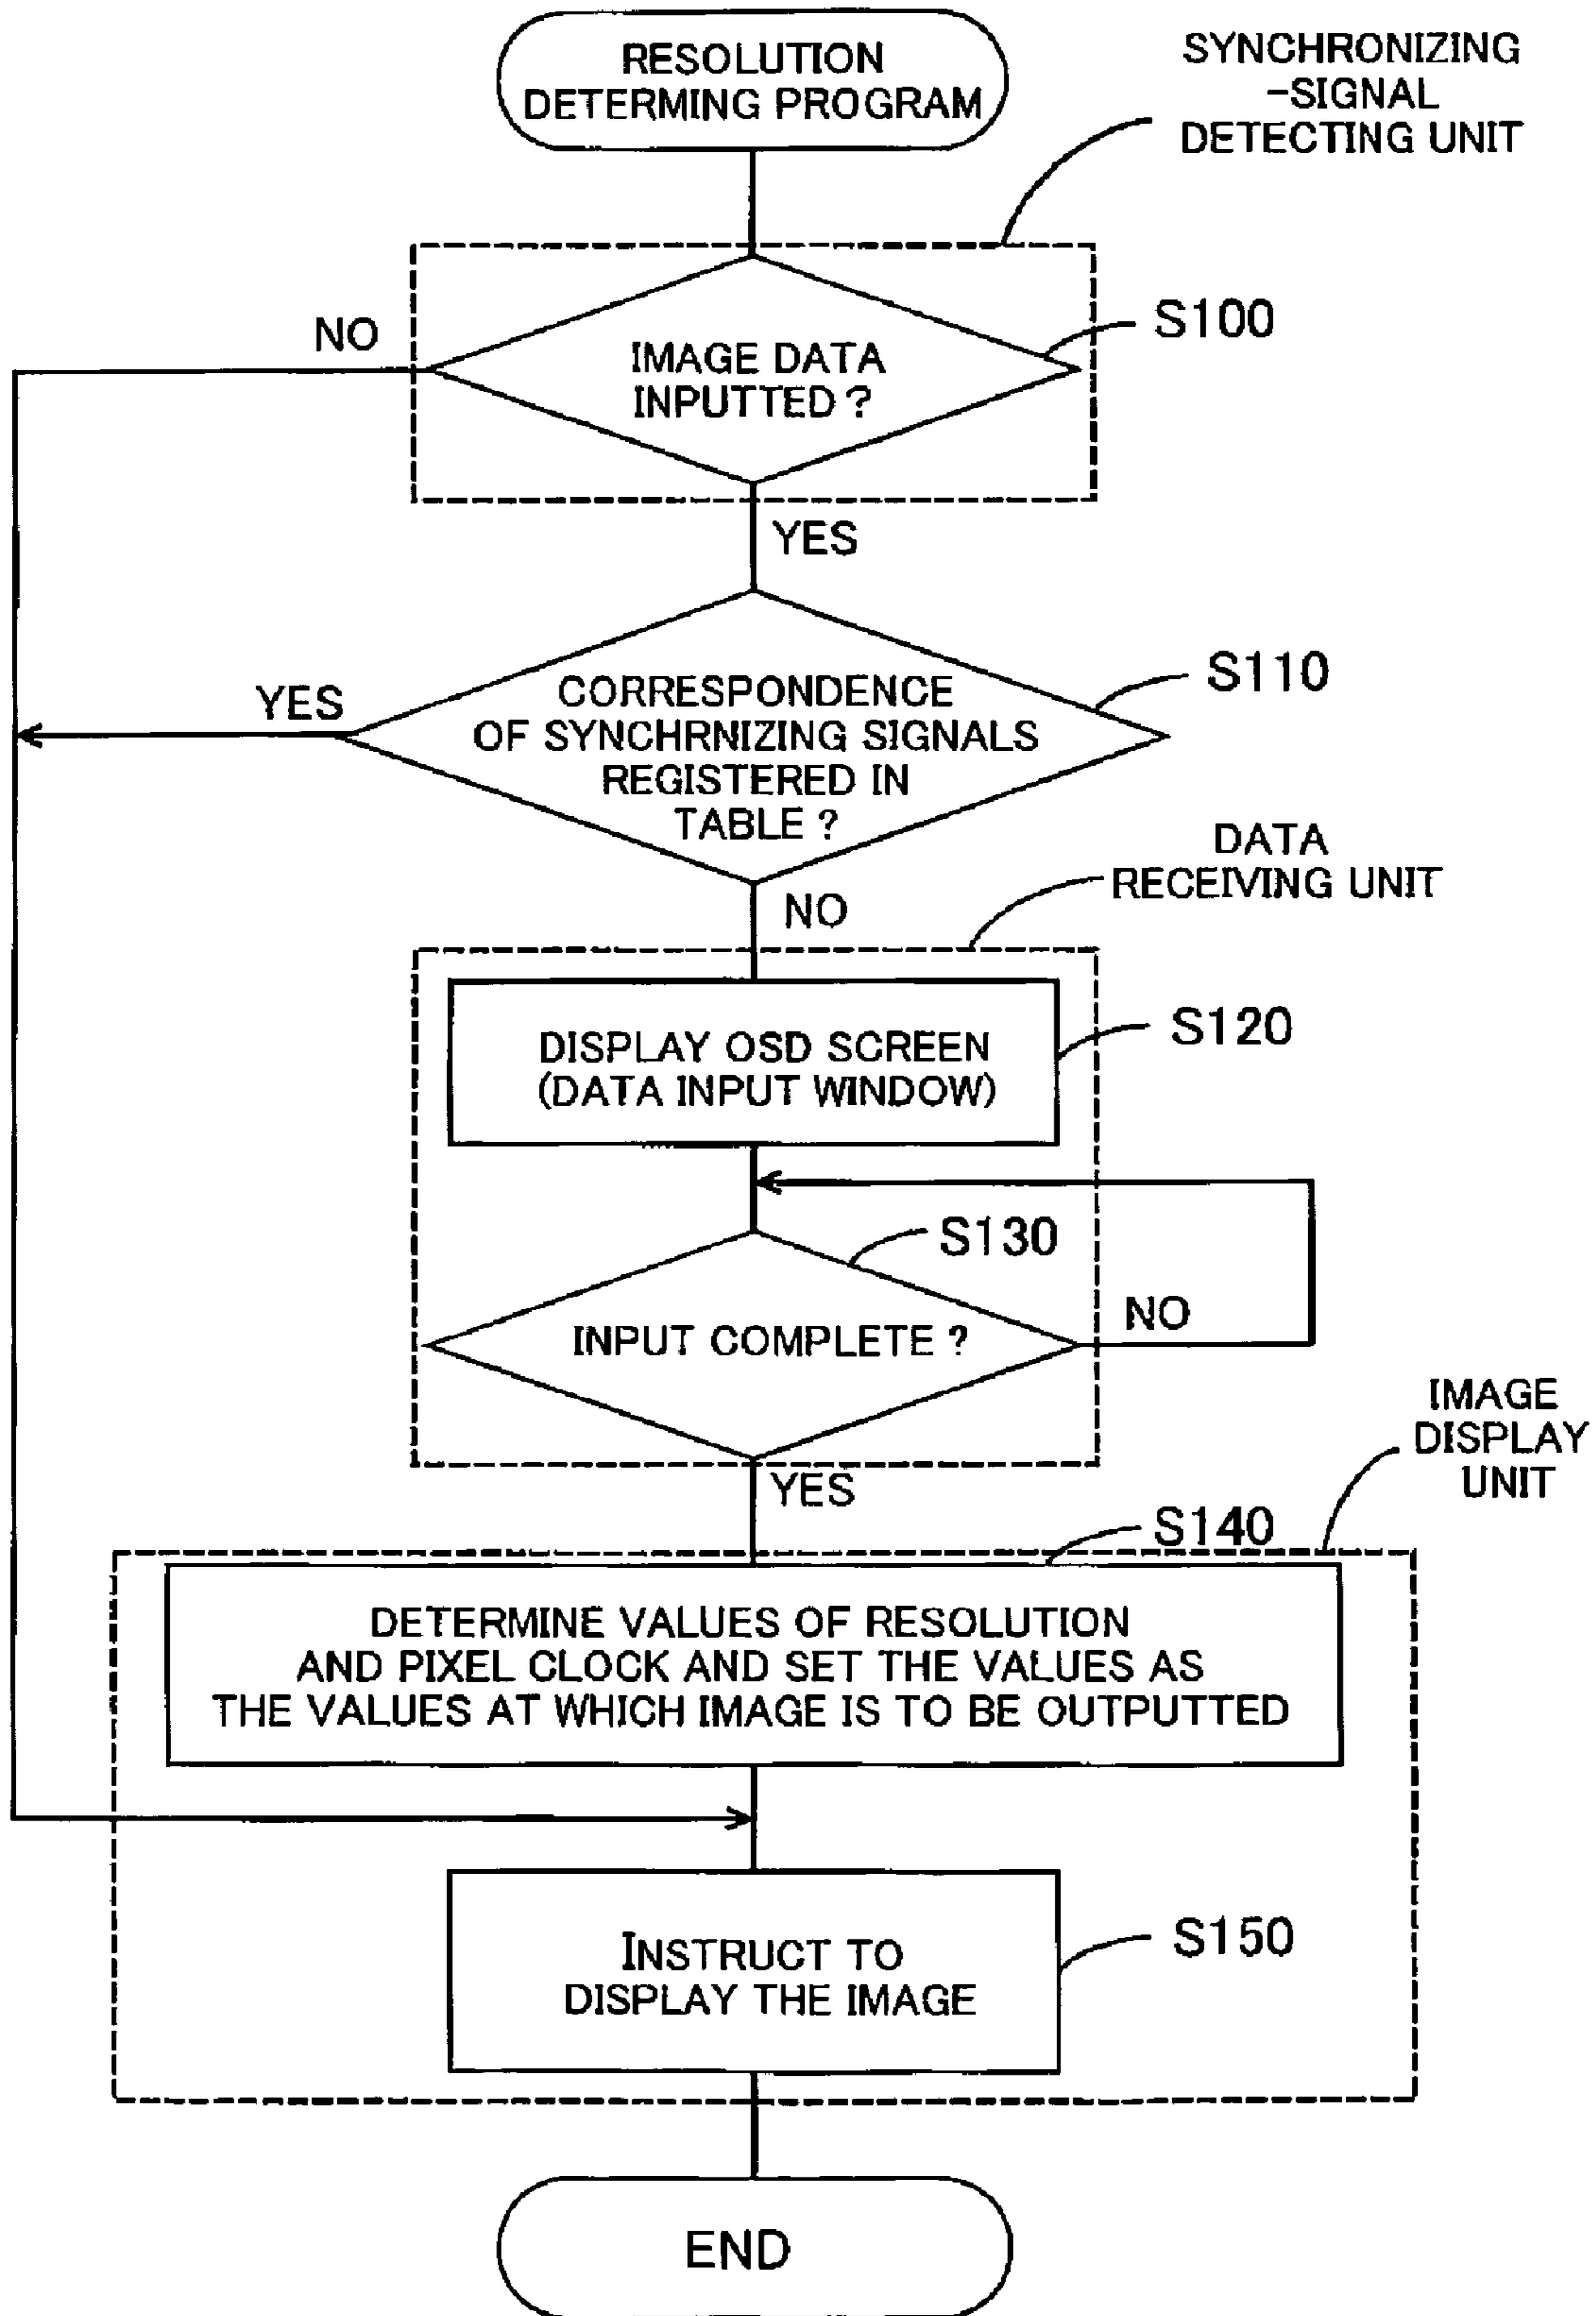 RESOLUTION
DETERMING PROGRAM
SYNCHRONIZING
-SIGNAL
DETECTING UNIT
NO
S100
IMAGE DATA
INPUTTED ?
YES
S110
YES
CORRESPONDENCE
OF SYNCHRNIZING SIGNALS
REGISTERED IN
TABLE ?
DATA
RECEIVING UNIT
NO
S120
DISPLAY OSD SCREEN
(DATA INPUT WINDOW)
S130
NO
INPUT COMPLETE ?
IMAGE
DISPLAY
UNIT
YES
S140
DETERMINE VALUES OF RESOLUTION
AND PIXEL CLOCK AND SET THE VALUES AS
THE VALUES AT WHICH IMAGE IS TO BE OUTPUTTED
S150
INSTRUCT TO
DISPLAY THE IMAGE
END